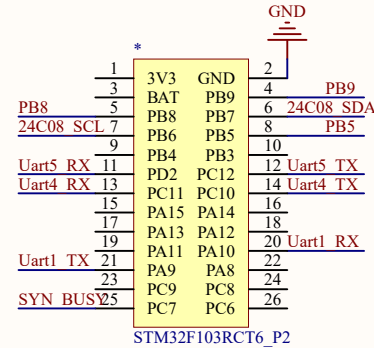 GND
*
1 3V3 GND 2
3 BAT PB9 4 PB9
PB8 5 PB8 PB7 6 24C08_SDA
24C08_SCL 7 PB6 PB5 8 PB5
9 PB4 PB3 10
Uart5_RX 11 PD2 PC12 12 Uart5_TX
Uart4_RX 13 PC11 PC10 14 Uart4_TX
15 PA15 PA14 16
17 PA13 PA12 18
19 PA11 PA10 20 Uart1_RX
Uart1_TX 21 PA9 PA8 22
23 PC9 PC8 24
SYN_BUSY 25 PC7 PC6 26
STM32F103RCT6_P2